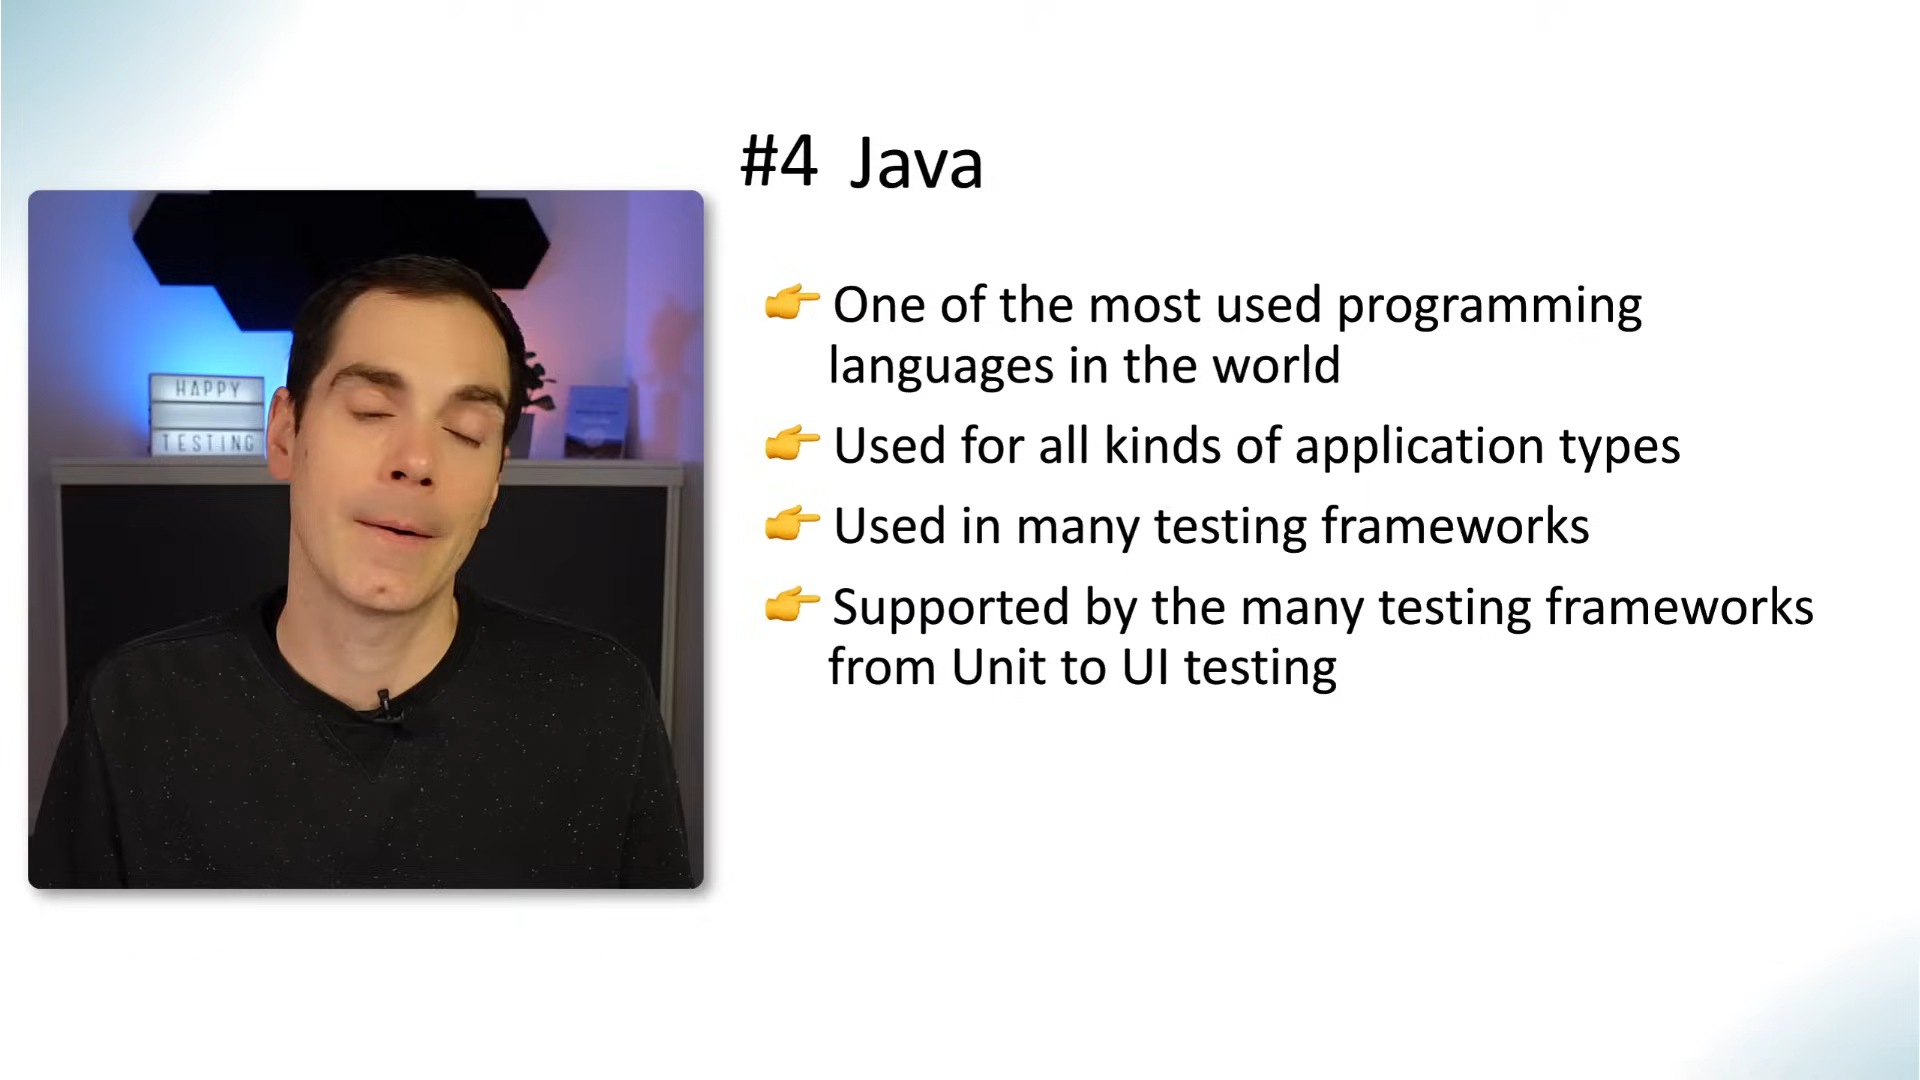 #4 Java
HAPPY
TESTING
👉 One of the most used programming
languages in the world
👉 Used for all kinds of application types
👉 Used in many testing frameworks
👉 Supported by the many testing frameworks
from Unit to UI testing